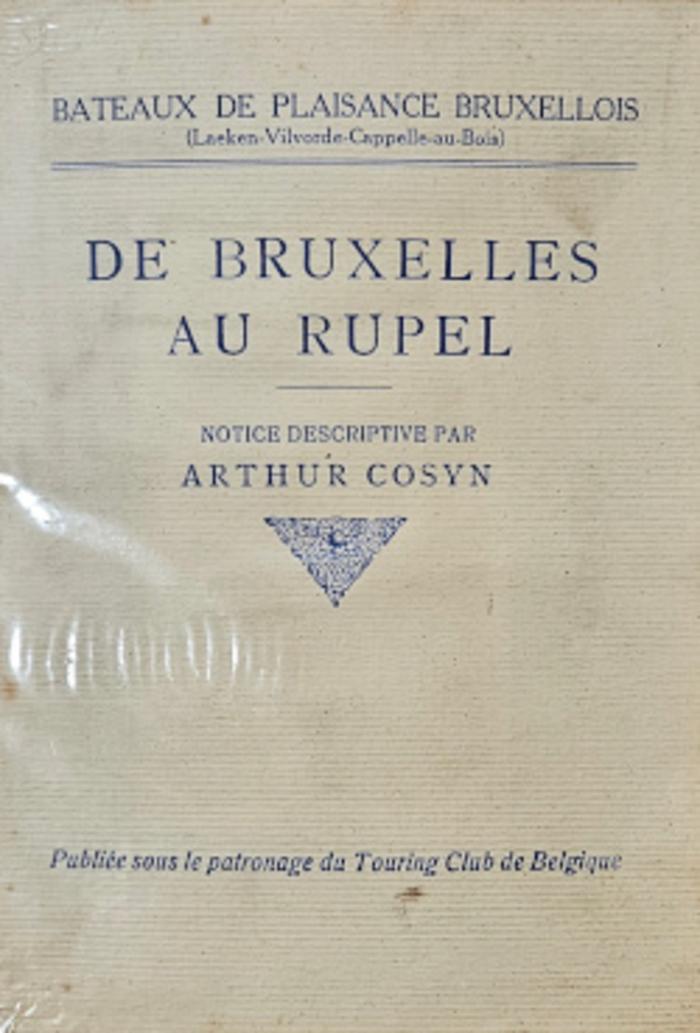 BATEAUX DE PLAISANCE BRUXELLOIS
(Laeken-Vilvorde-Cappelle-au-Bois)
DE BRUXELLES
AU RUPEL
NOTICE DESCRIPTIVE PAR
ARTHUR COSYN
Publiée sous le patronage du Touring Club de Belgique